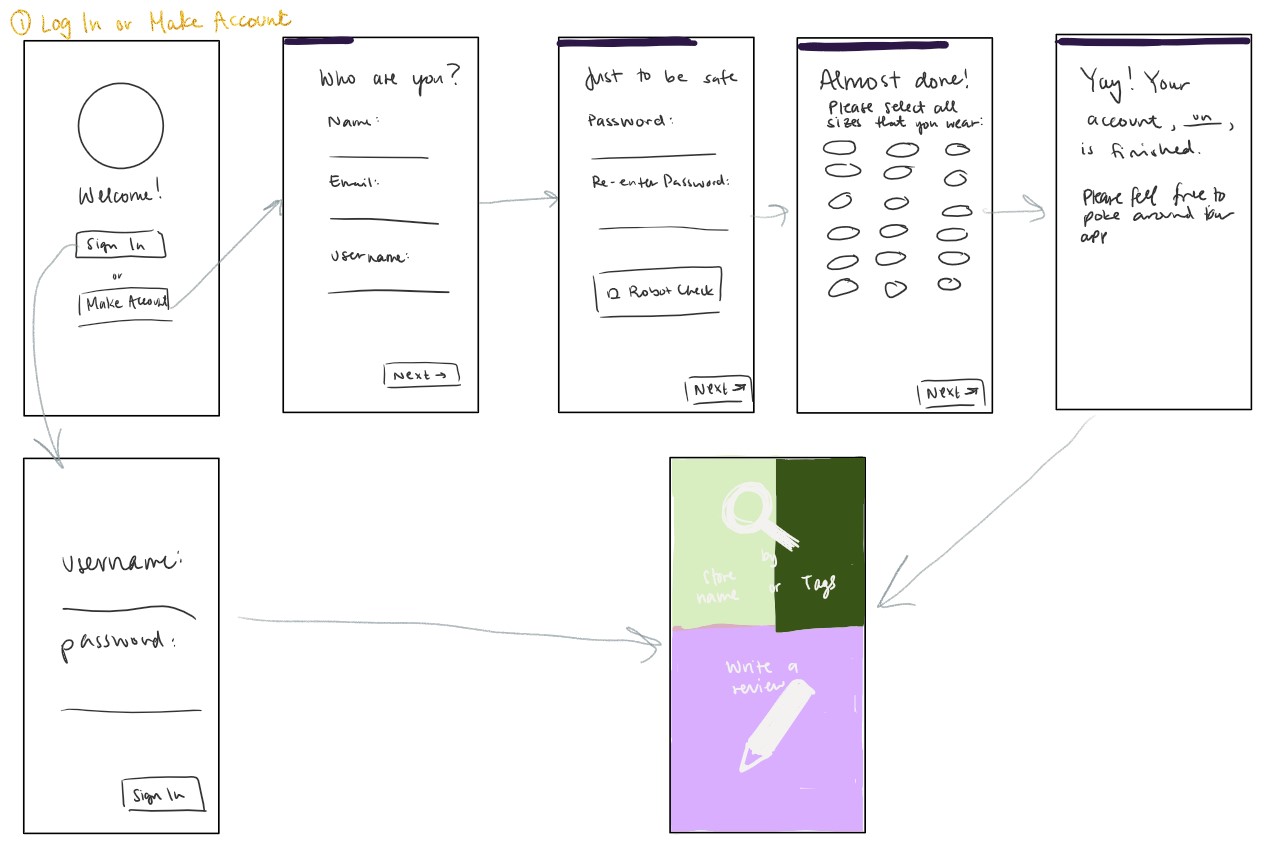 ① Log In or Make Account
Welcome!
Sign In
or
Make Account
Who are you?
Name:
Email:
username:
Next →
Just to be safe
Password:
Re-enter Password:
Robot Check
Next →
Almost done!
Please select all
sizes that you wear:
Next →
Yay! Your
account, un,
is finished.
Please fell free to
poke around our
app
username:
password:
Sign In
by
Store
name
or Tags
Write a
review